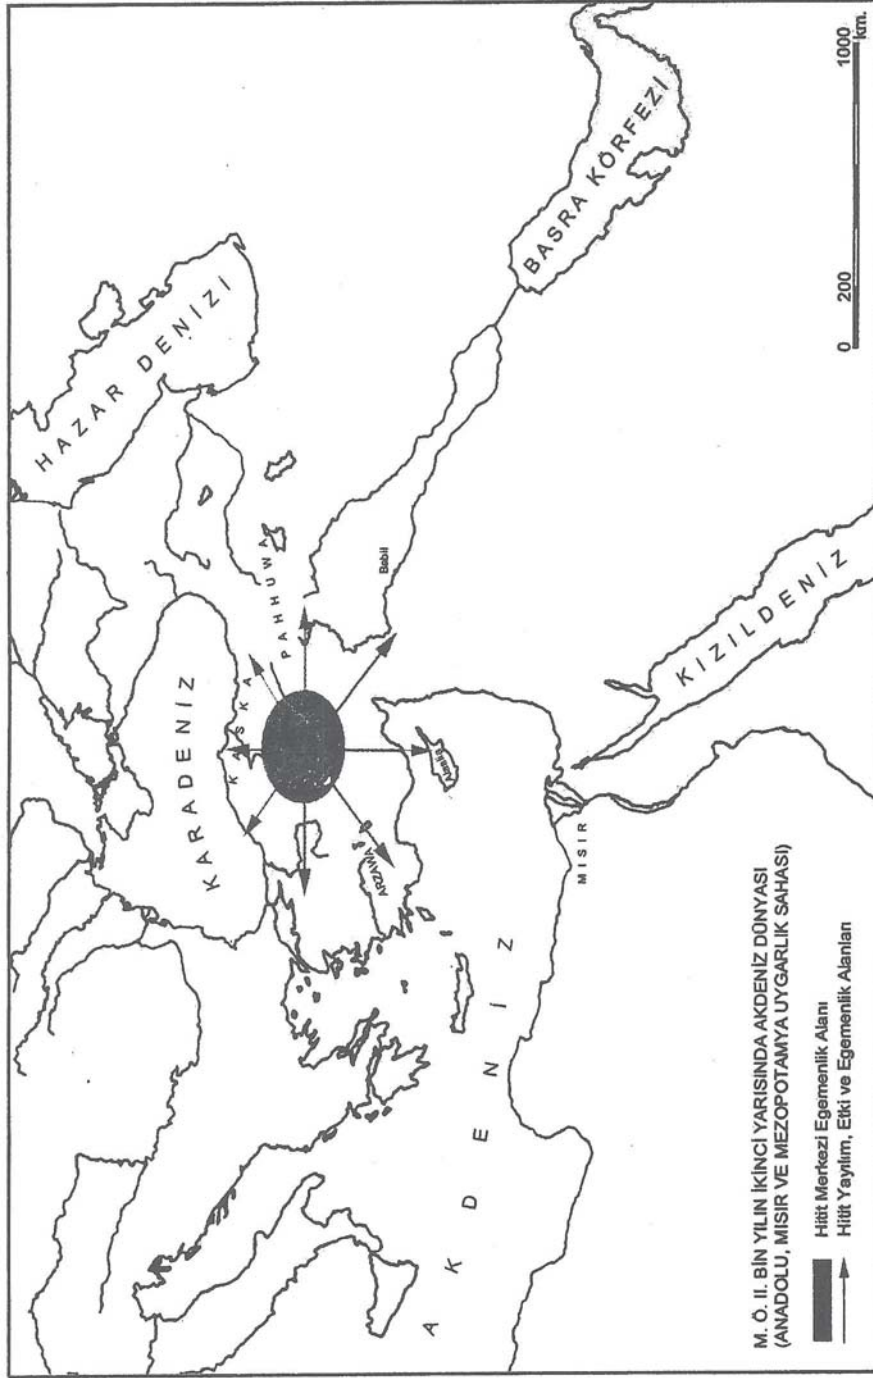 HAZAR DENİZİ
KARADENİZ
KASKA
PAHHUWA
ARZAWA
Babil
BASRA KÖRFEZİ
AKDENİZ
MISIR
KIZILDENİZ
M. Ö. II. BİN YILIN İKİNCİ YARISINDA AKDENİZ DÜNYASI
(ANADOLU, MISIR VE MEZOPOTAMYA UYGARLIK SAHASI)
Hitit Merkezi Egemenlik Alanı
Hitit Yayılım, Etki ve Egemenlik Alanları
0 200 1000
km.